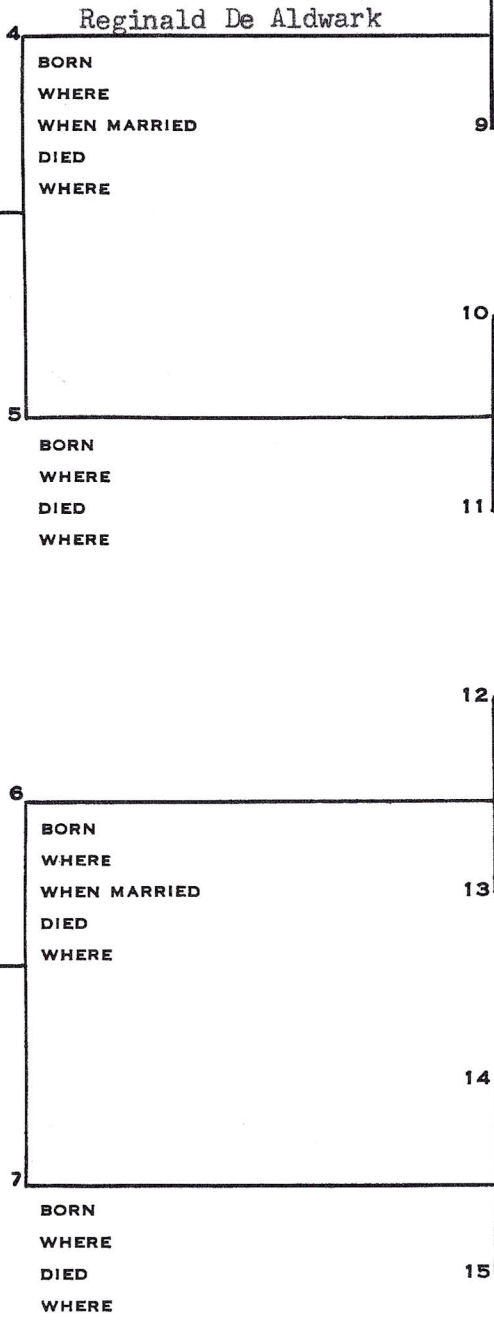 Reginald De Aldwark
4
BORN
WHERE
WHEN MARRIED
9
DIED
WHERE
10
5
BORN
WHERE
DIED
11
WHERE
12
6
BORN
WHERE
WHEN MARRIED
13
DIED
WHERE
14
7
BORN
WHERE
DIED
15
WHERE